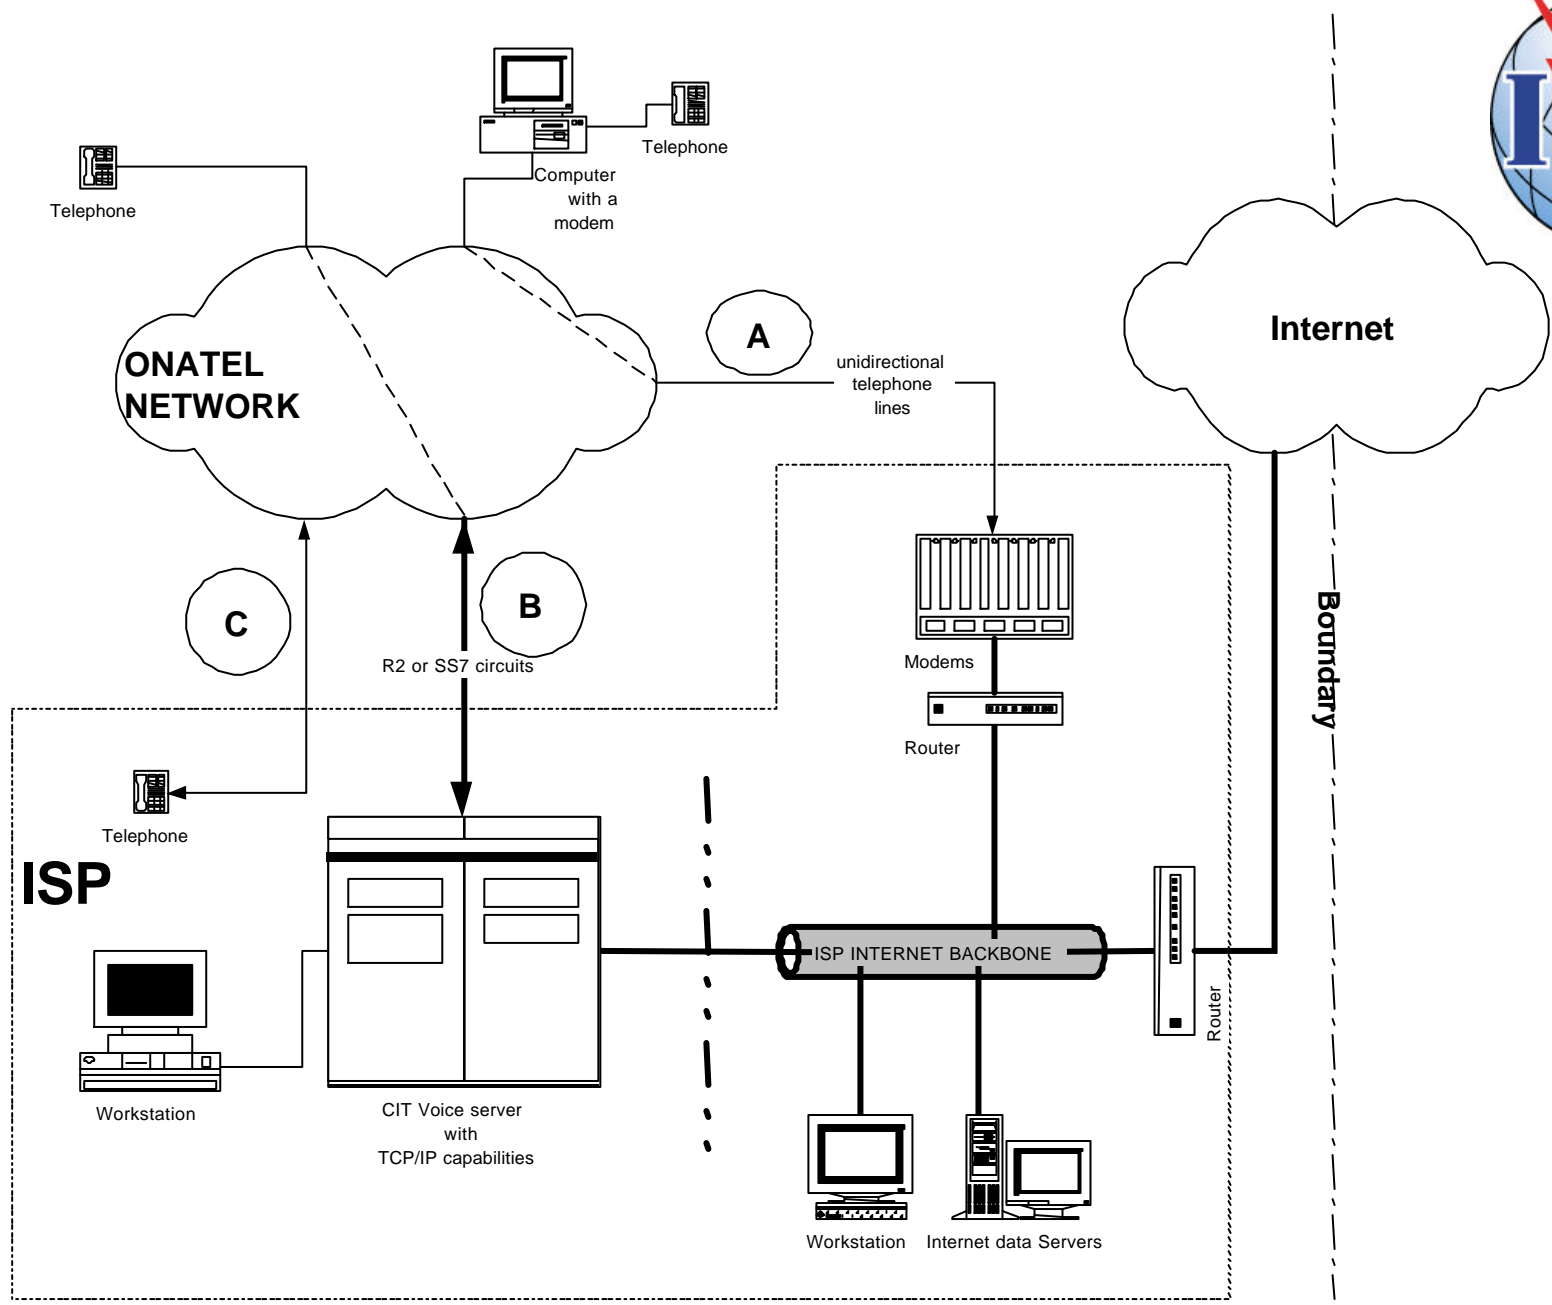 Telephone
Computer
with a
modem
Telephone
ONATEL
NETWORK
A
unidirectional
telephone
lines
Internet
I
C
B
R2 or SS7 circuits
Modems
Router
Boundary
Telephone
ISP
ISP INTERNET BACKBONE
Router
Workstation
CIT Voice server
with
TCP/IP capabilities
Workstation
Internet data Servers